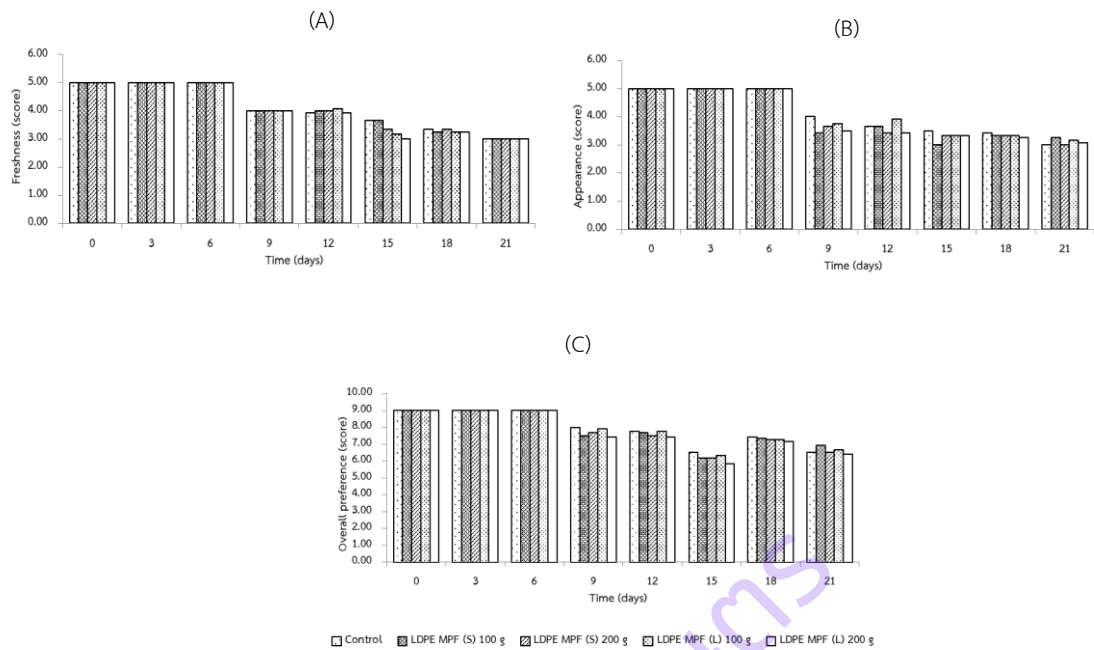 (A)
6.00
5.00
4.00
3.00
2.00
1.00
0.00
Freshness (score)
0 3 6 9 12 15 18 21
Time (days)
(B)
6.00
5.00
4.00
3.00
2.00
1.00
0.00
Appearance (score)
0 3 6 9 12 15 18 21
Time (days)
(C)
10.00
9.00
8.00
7.00
6.00
5.00
4.00
3.00
2.00
1.00
0.00
Overall preference (score)
0 3 6 9 12 15 18 21
Time (days)
Control LDPE MPF (S) 100 g LDPE MPF (S) 200 g LDPE MPF (L) 100 g LDPE MPF (L) 200 g